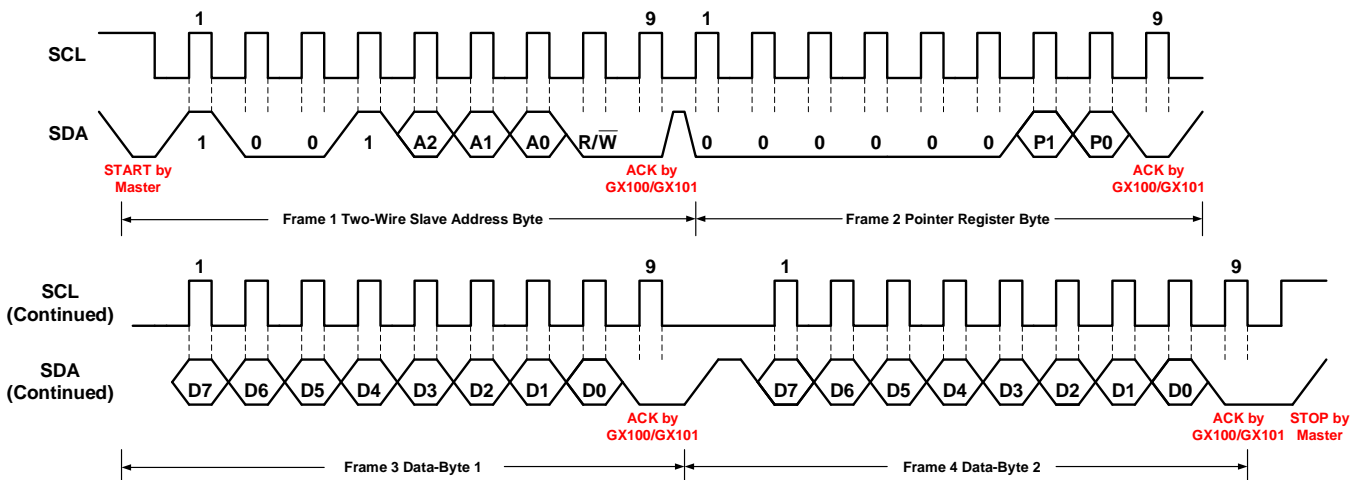 1 9 1 9
SCL
SDA 1 0 0 1 A2 A1 A0 R/W̅ 0 0 0 0 0 0 P1 P0
START by Master ACK by GX100/GX101 ACK by GX100/GX101
Frame 1 Two-Wire Slave Address Byte Frame 2 Pointer Register Byte
1 9 1 9
SCL
(Continued)
SDA
(Continued) D7 D6 D5 D4 D3 D2 D1 D0 D7 D6 D5 D4 D3 D2 D1 D0
ACK by GX100/GX101 ACK by GX100/GX101 STOP by Master
Frame 3 Data-Byte 1 Frame 4 Data-Byte 2